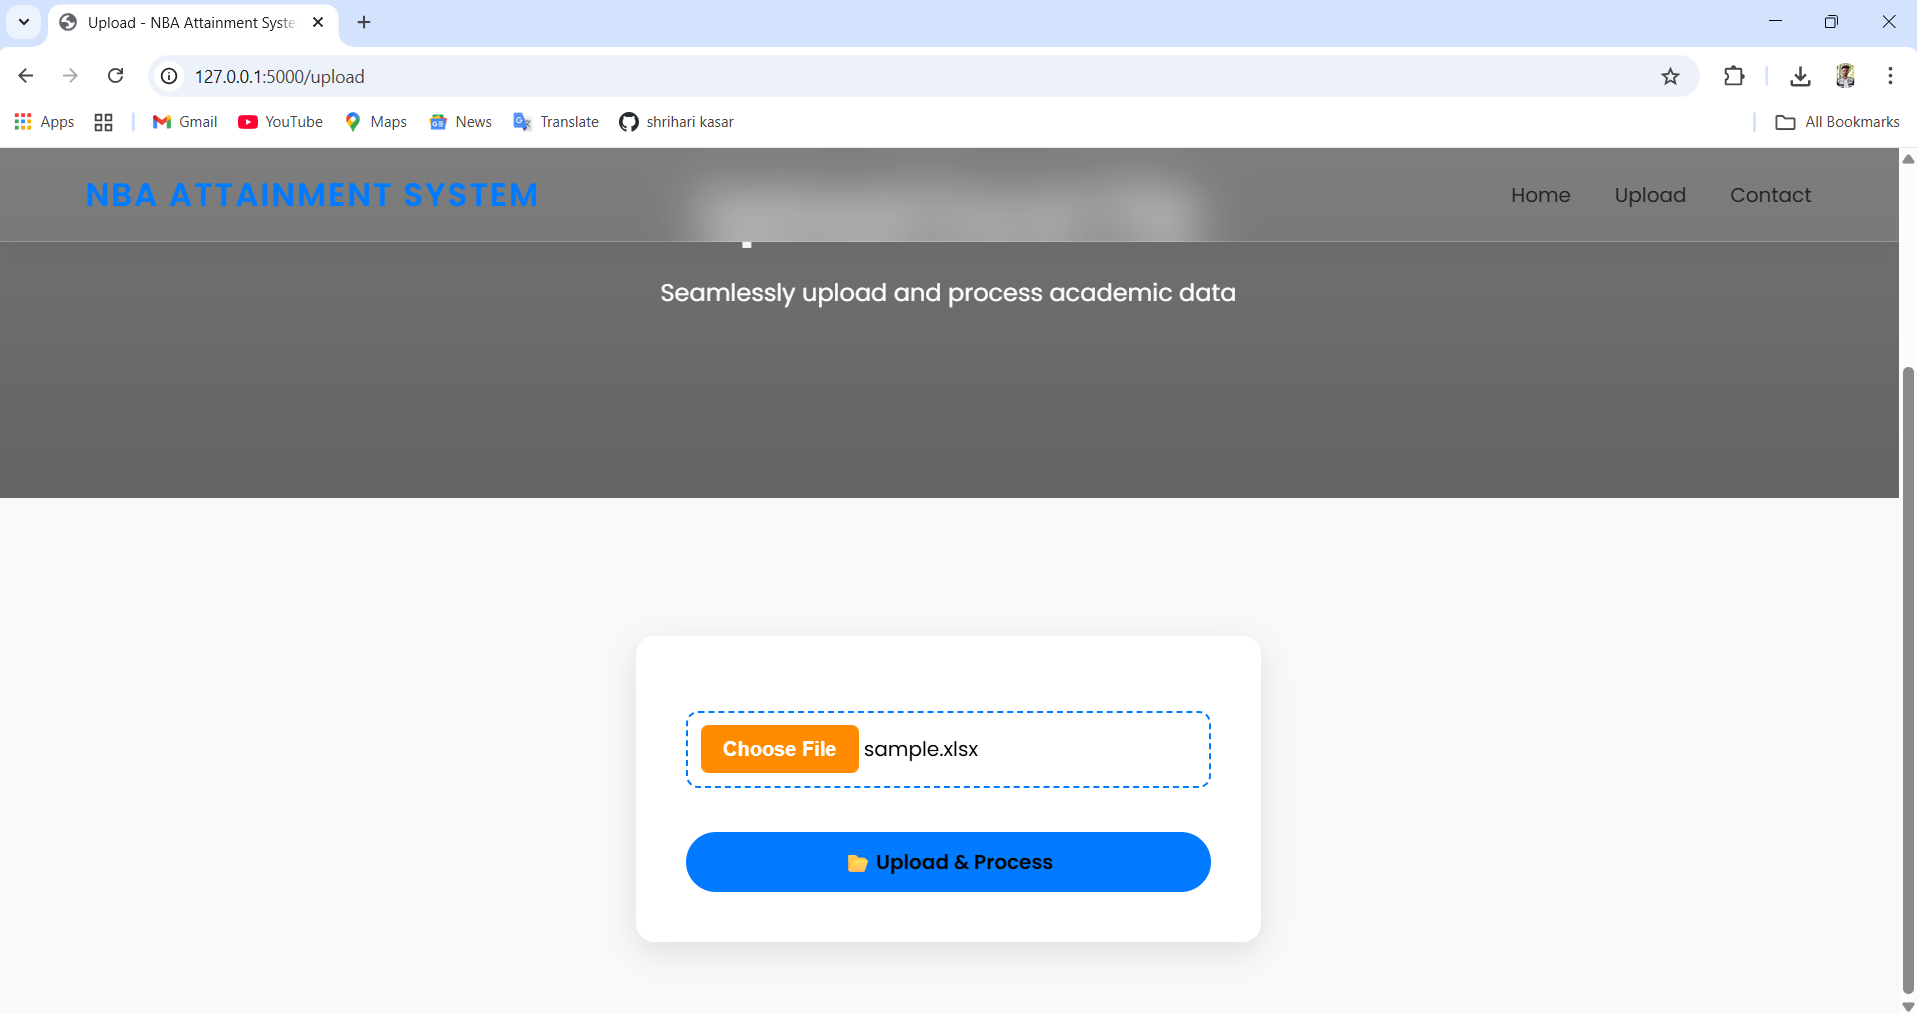 Upload - NBA Attainment Syste
127.0.0.1:5000/upload
Apps
Gmail
YouTube
Maps
News
Translate
shrihari kasar
All Bookmarks
NBA ATTAINMENT SYSTEM
Home
Upload
Contact
Seamlessly upload and process academic data
Choose File sample.xlsx
Upload & Process